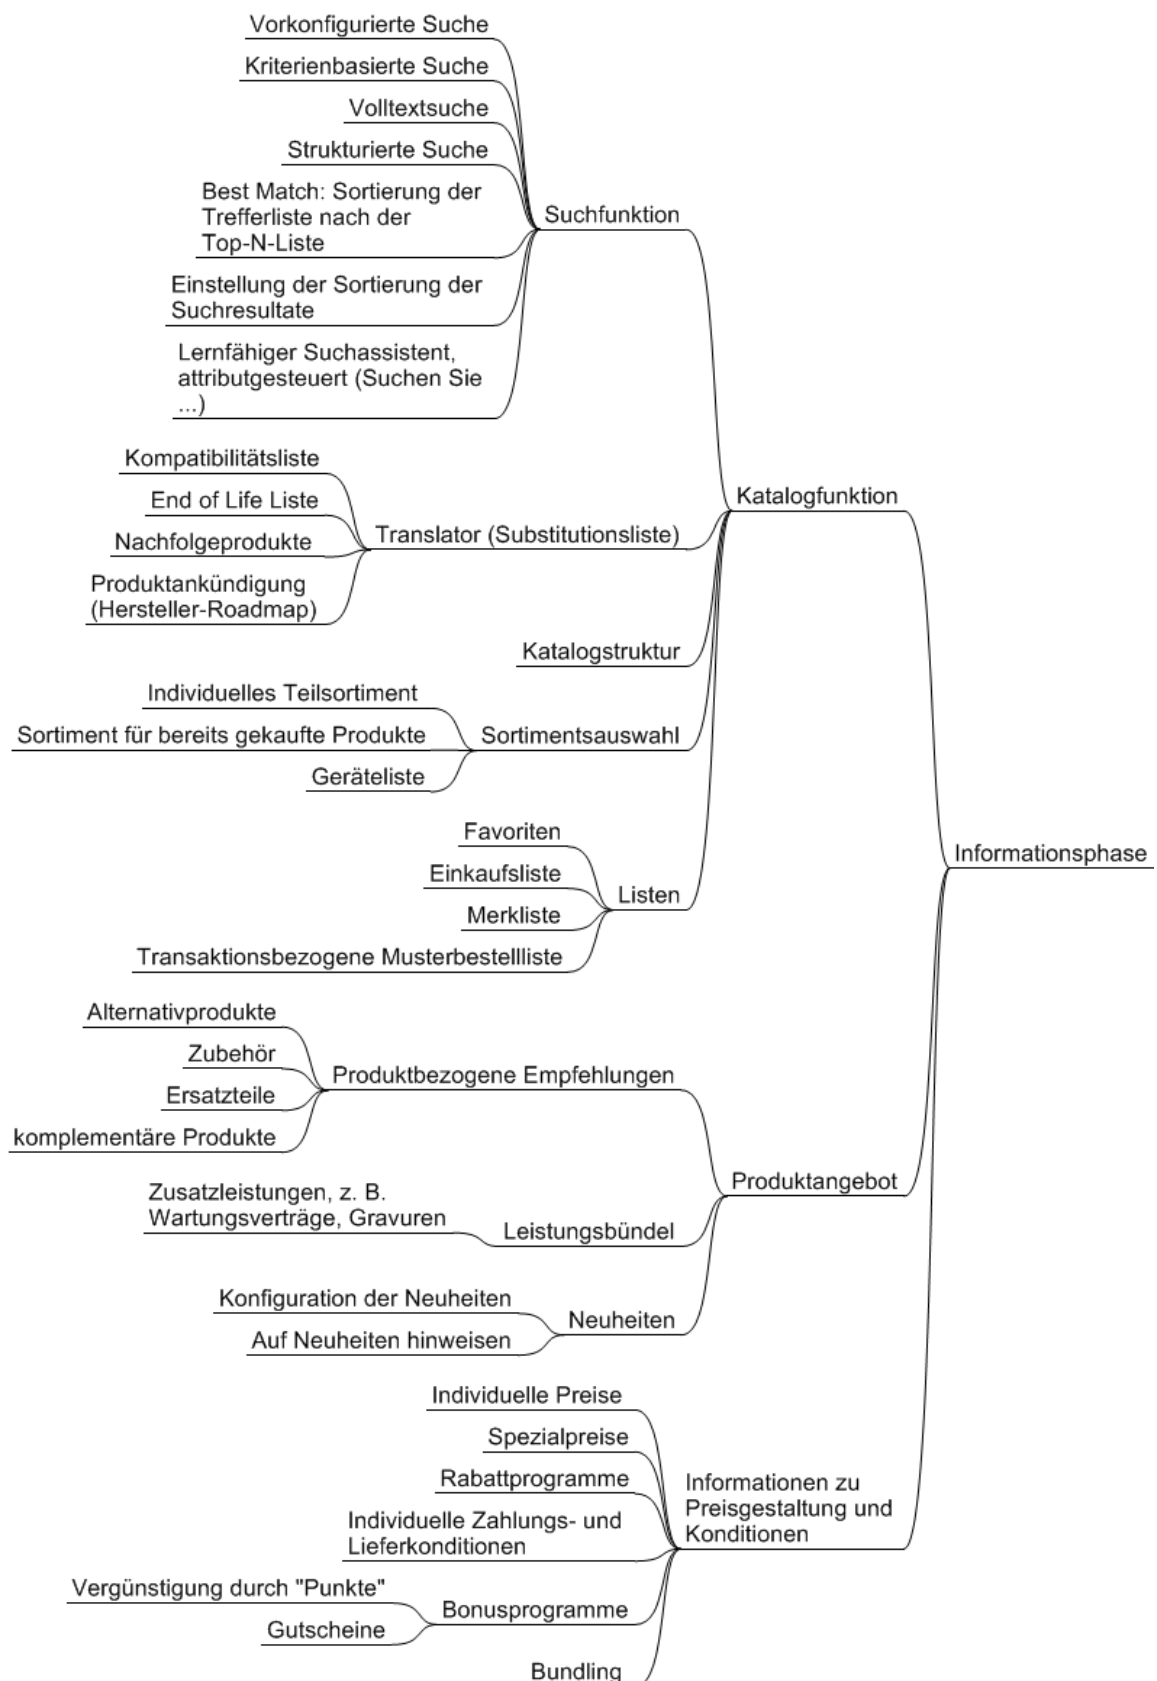 Vorkonfigurierte Suche
Kriterienbasierte Suche
Volltextsuche
Strukturierte Suche
Best Match: Sortierung der
Trefferliste nach der
Top-N-Liste
Suchfunktion
Einstellung der Sortierung der
Suchresultate
Lernfähiger Suchassistent,
attributgesteuert (Suchen Sie
...)
Kompatibilitätsliste
End of Life Liste
Nachfolgeprodukte
Produktankündigung
(Hersteller-Roadmap)
Translator (Substitutionsliste)
Katalogfunktion
Katalogstruktur
Individuelles Teilsortiment
Sortiment für bereits gekaufte Produkte
Geräteliste
Sortimentsauswahl
Favoriten
Einkaufsliste
Merkliste
Transaktionsbezogene Musterbestellliste
Listen
Informationsphase
Alternativprodukte
Zubehör
Ersatzteile
komplementäre Produkte
Produktbezogene Empfehlungen
Produktangebot
Zusatzleistungen, z. B.
Wartungsverträge, Gravuren
Leistungsbündel
Konfiguration der Neuheiten
Auf Neuheiten hinweisen
Neuheiten
Individuelle Preise
Spezialpreise
Rabattprogramme
Individuelle Zahlungs- und
Lieferkonditionen
Informationen zu
Preisgestaltung und
Konditionen
Vergünstigung durch "Punkte"
Gutscheine
Bonusprogramme
Bundling